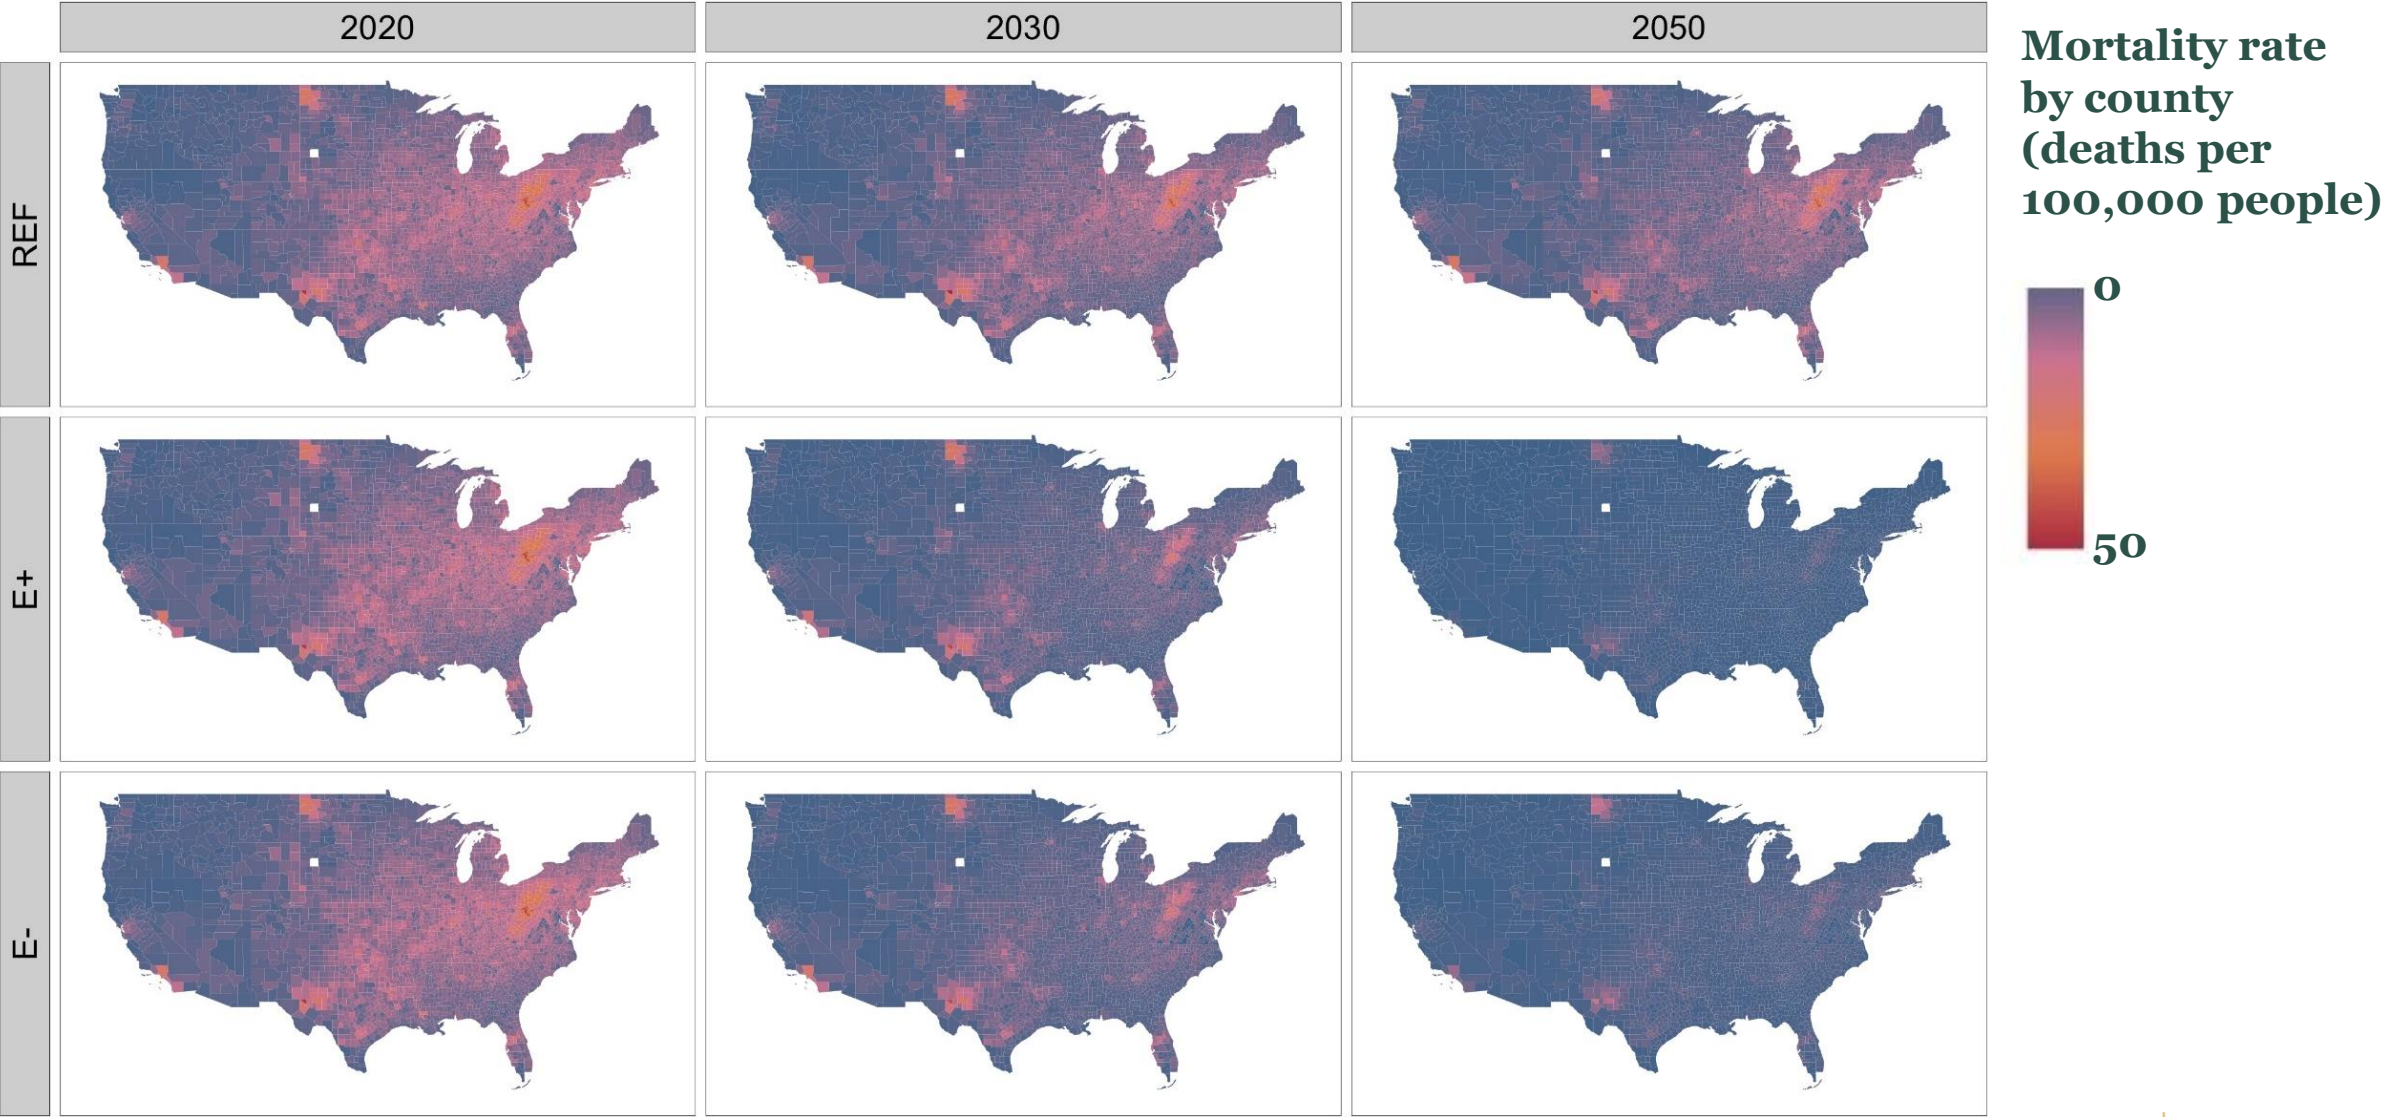 2020
2030
2050
Mortality rate
by county
(deaths per
100,000 people)
0
50
REF
E+
E-